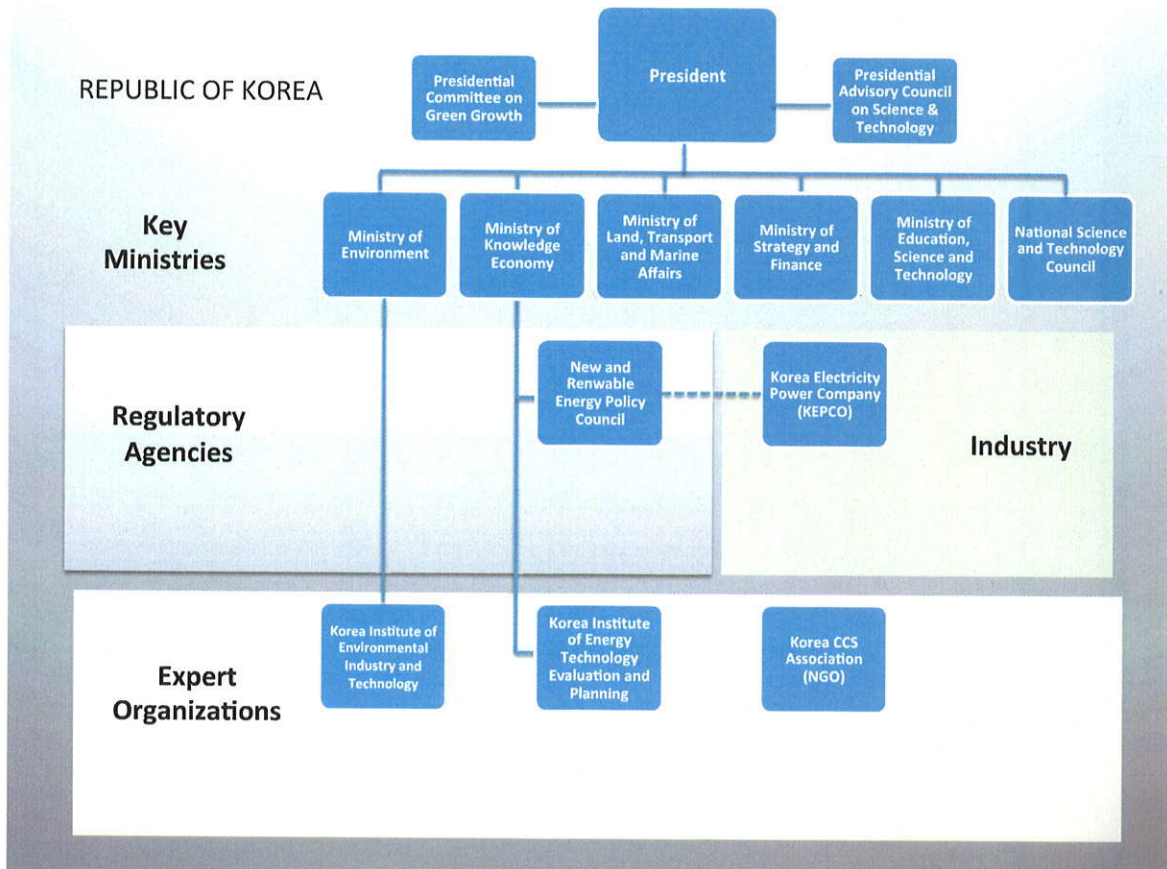 REPUBLIC OF KOREA
Presidential
Committee on
Green Growth
President
Presidential
Advisory Council
on Science &
Technology
Key
Ministries
Ministry of
Environment
Ministry of
Knowledge
Economy
Ministry of
Land, Transport
and Marine
Affairs
Ministry of
Strategy and
Finance
Ministry of
Education,
Science and
Technology
National Science
and Technology
Council
Regulatory
Agencies
New and
Renwable
Energy Policy
Council
Korea Electricity
Power Company
(KEPCO)
Industry
Expert
Organizations
Korea Institute of
Environmental
Industry and
Technology
Korea Institute
of Energy
Technology
Evaluation and
Planning
Korea CCS
Association
(NGO)